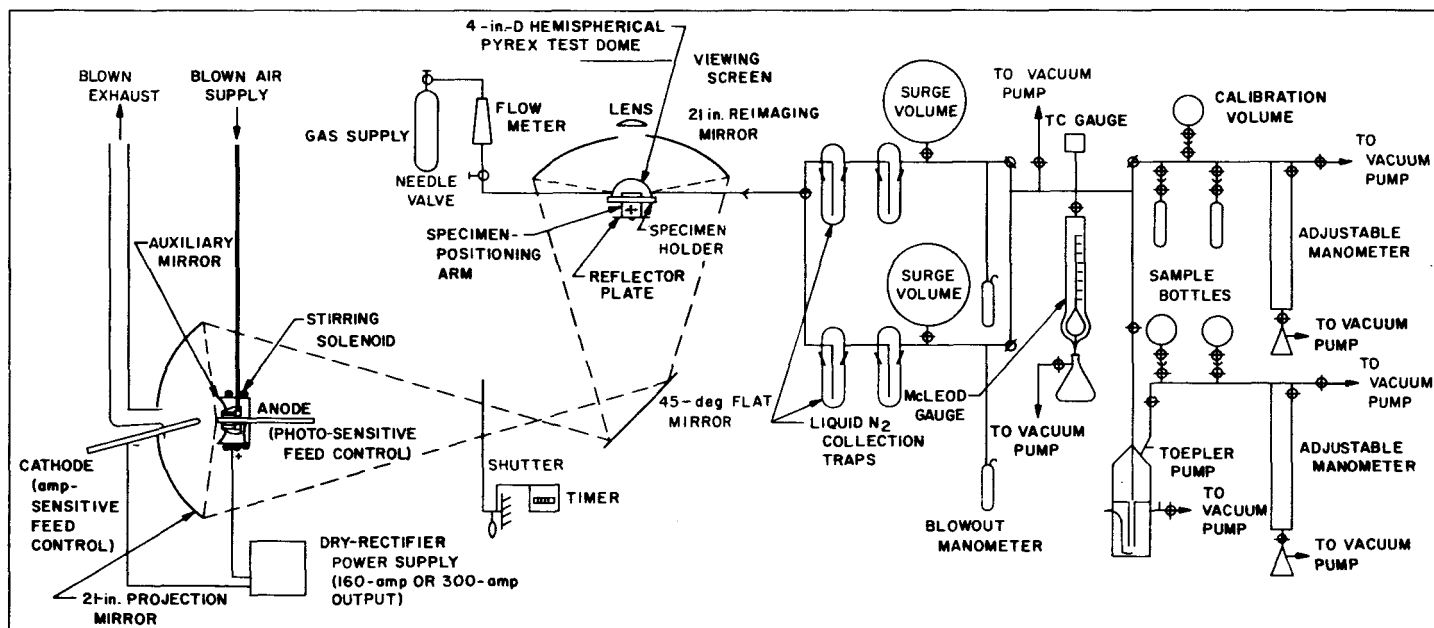 4-in.-D HEMISPHERICAL
PYREX TEST DOME
VIEWING
SCREEN
BLOWN
EXHAUST
BLOWN AIR
SUPPLY
FLOW
METER
GAS SUPPLY
NEEDLE
VALVE
LENS
21 in. REIMAGING
MIRROR
SURGE
VOLUME
TO VACUUM
PUMP
TC GAUGE
CALIBRATION
VOLUME
TO
VACUUM
PUMP
AUXILIARY
MIRROR
SPECIMEN-
POSITIONING
ARM
SPECIMEN
HOLDER
REFLECTOR
PLATE
SURGE
VOLUME
ADJUSTABLE
MANOMETER
SAMPLE
BOTTLES
STIRRING
SOLENOID
TO VACUUM
PUMP
TO
VACUUM
PUMP
ANODE
(PHOTO-SENSITIVE
FEED CONTROL)
+
45-deg FLAT
MIRROR
LIQUID N2
COLLECTION
TRAPS
McLEOD
GAUGE
TO VACUUM
PUMP
TOEPLER
PUMP
ADJUSTABLE
MANOMETER
CATHODE
(amp-
SENSITIVE
FEED
CONTROL)
SHUTTER
TIMER
BLOWOUT
MANOMETER
TO
VACUUM
PUMP
TO VACUUM
PUMP
DRY-RECTIFIER
POWER SUPPLY
(160-amp OR 300-amp
OUTPUT)
21-in. PROJECTION
MIRROR